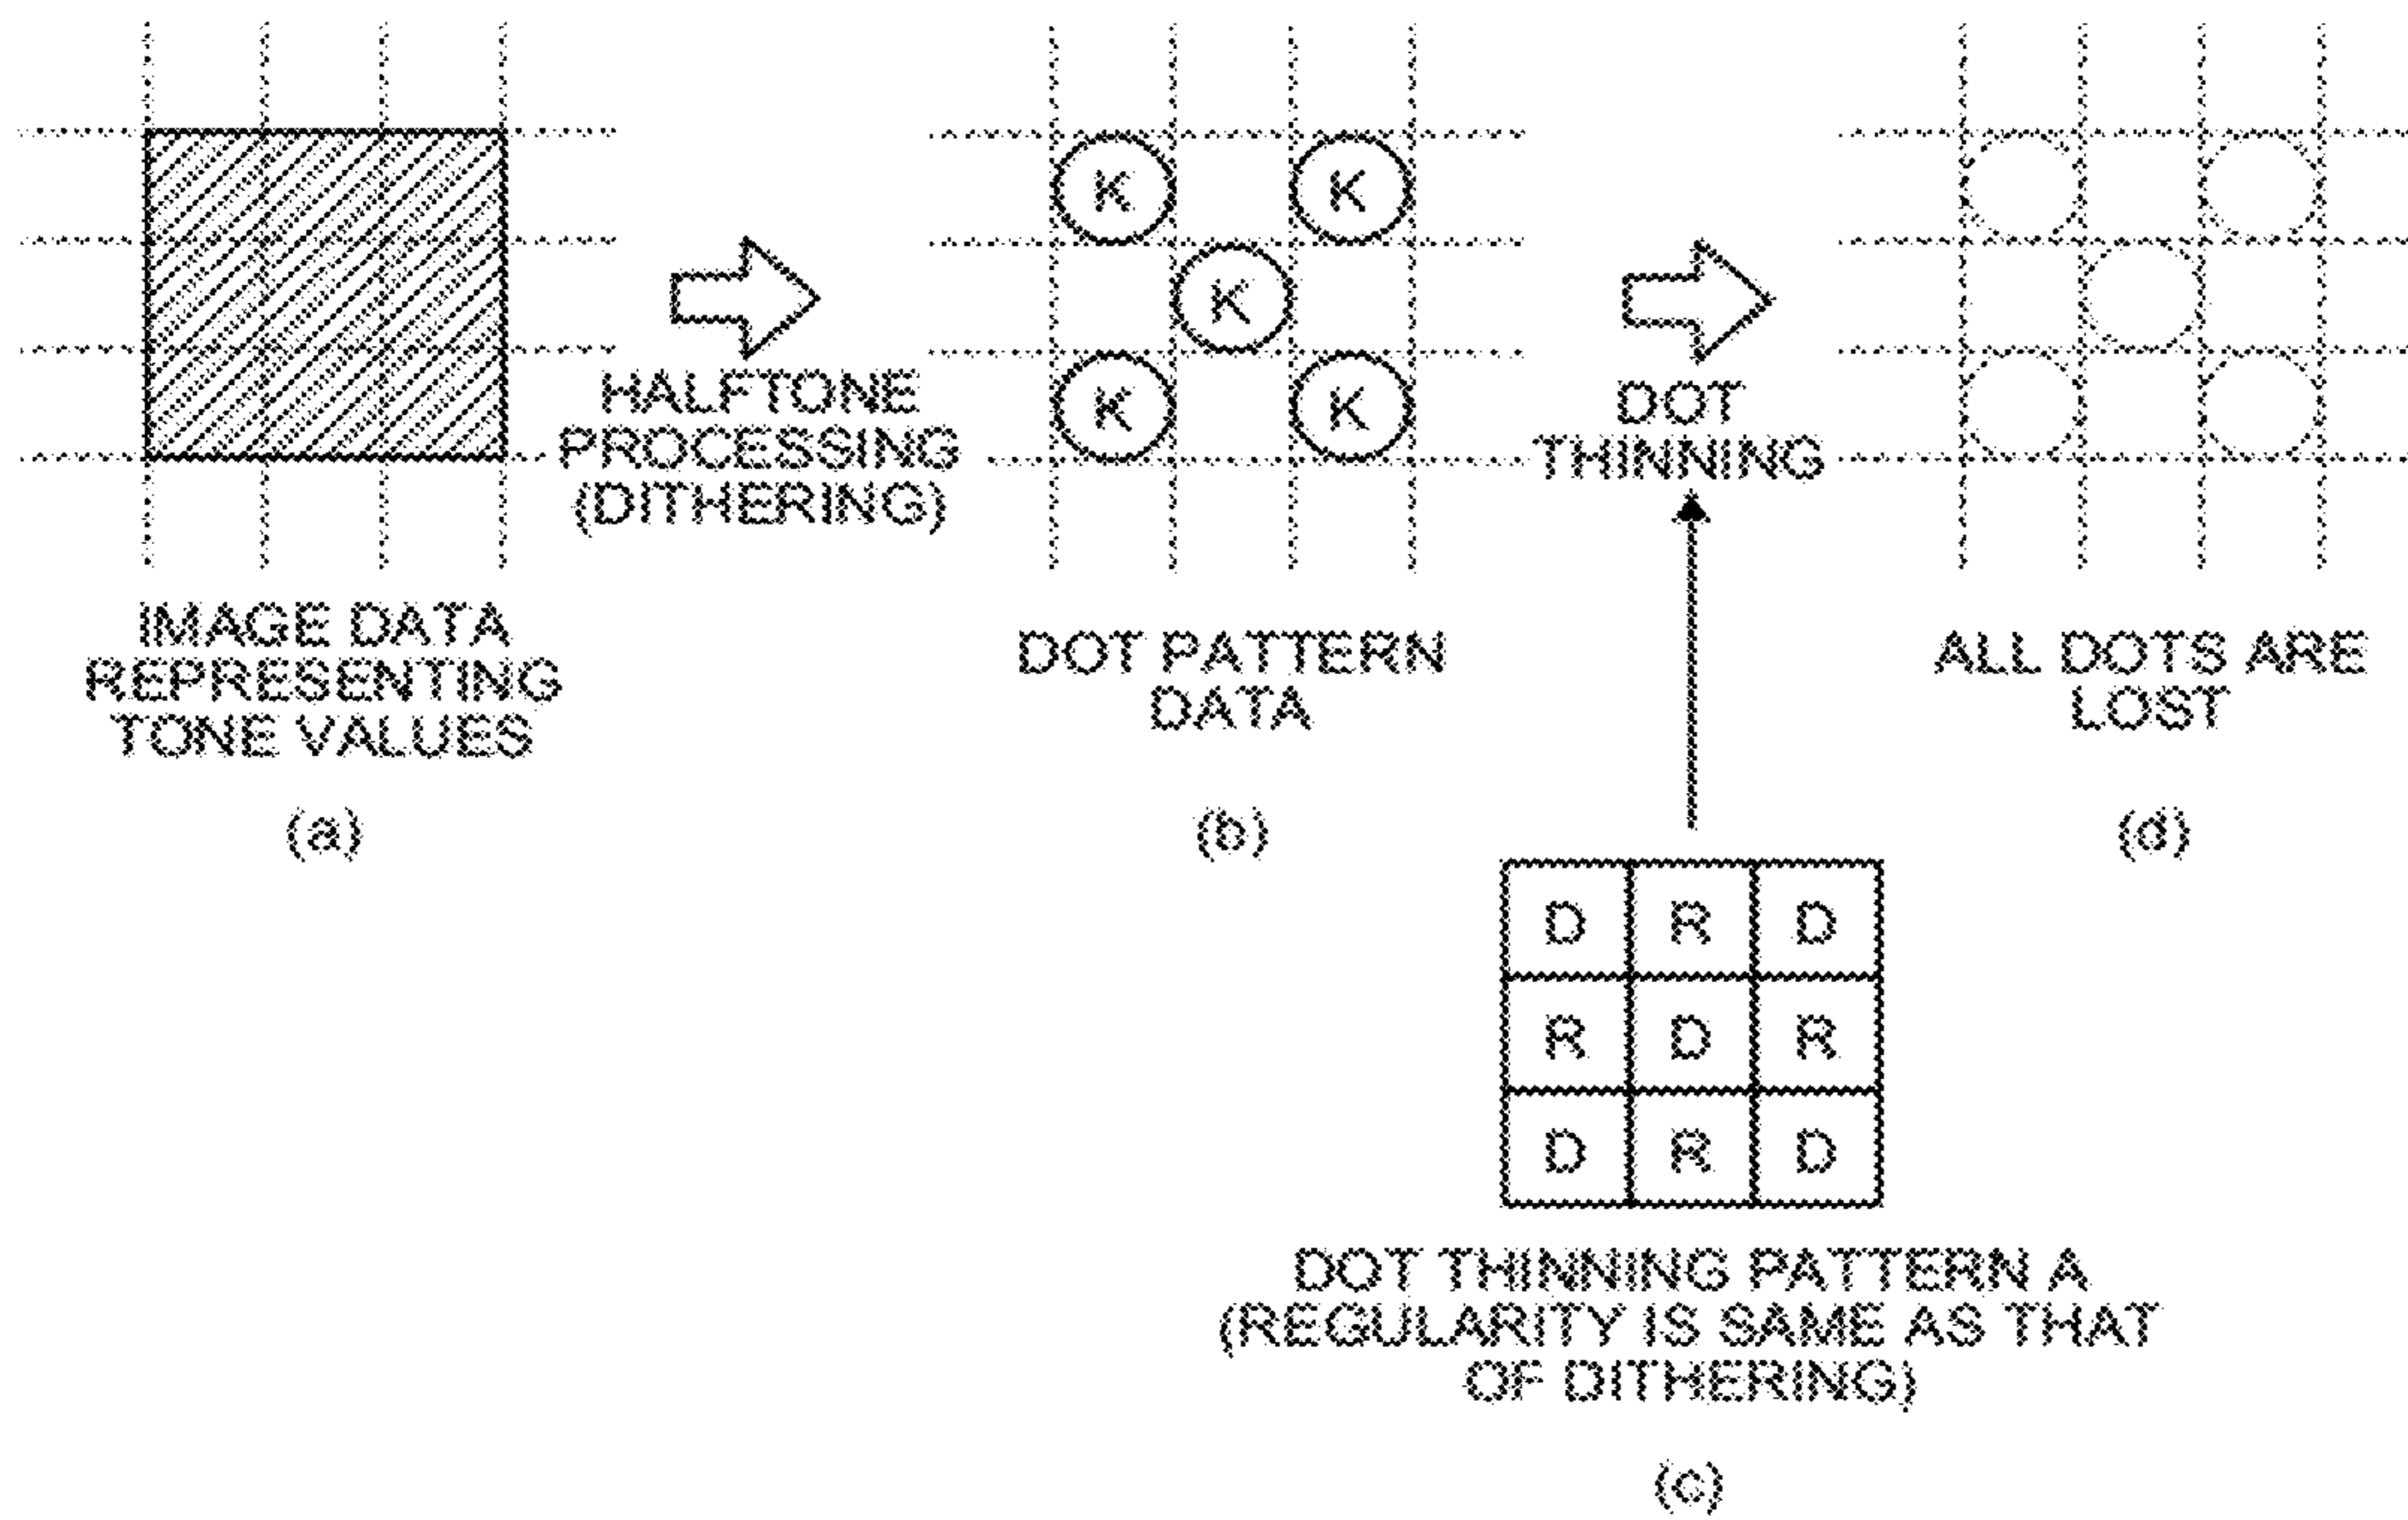 K K
K
K K
HALFTONE
PROCESSING
(DITHERING)
DOT
THINNING
IMAGE DATA
REPRESENTING
TONE VALUES
DOT PATTERN
DATA
ALL DOTS ARE
LOST
(a)
(b)
(d)
D R D
R D R
D R D
DOT THINNING PATTERN A
(REGULARITY IS SAME AS THAT
OF DITHERING)
(c)